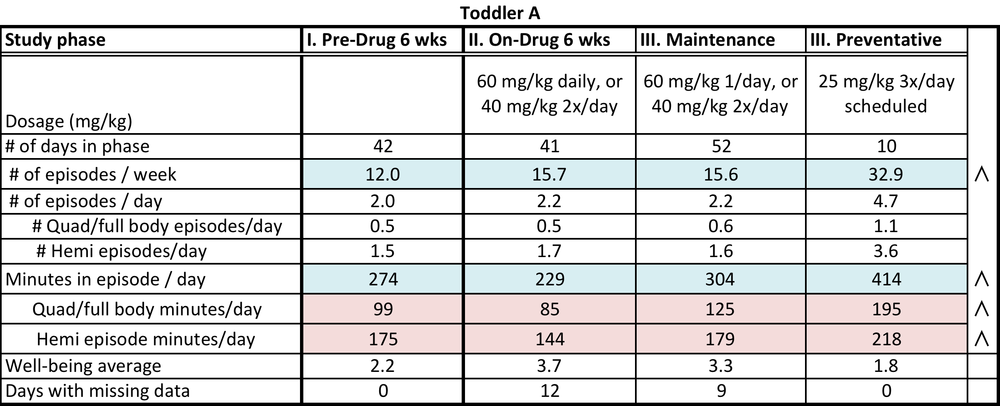 Toddler A
Study phase I. Pre-Drug 6 wks II. On-Drug 6 wks III. Maintenance III. Preventative
60 mg/kg daily, or 60 mg/kg 1/day, or 25 mg/kg 3x/day
40 mg/kg 2x/day 40 mg/kg 2x/day scheduled
Dosage (mg/kg)
# of days in phase 42 41 52 10
# of episodes / week 12.0 15.7 15.6 32.9 ^
# of episodes / day 2.0 2.2 2.2 4.7
# Quad/full body episodes/day 0.5 0.5 0.6 1.1
# Hemi episodes/day 1.5 1.7 1.6 3.6
Minutes in episode / day 274 229 304 414 ^
Quad/full body minutes/day 99 85 125 195 ^
Hemi episode minutes/day 175 144 179 218 ^
Well-being average 2.2 3.7 3.3 1.8
Days with missing data 0 12 9 0